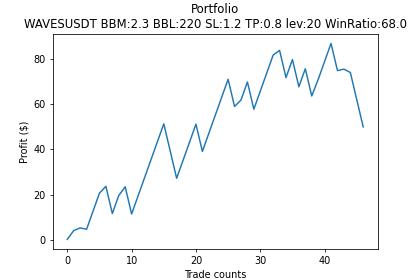 Portfolio
WAVESUSDT BBM:2.3 BBL:220 SL:1.2 TP:0.8 lev:20 WinRatio:68.0
80
60
40
20
0
Profit ($)
0 10 20 30 40
Trade counts